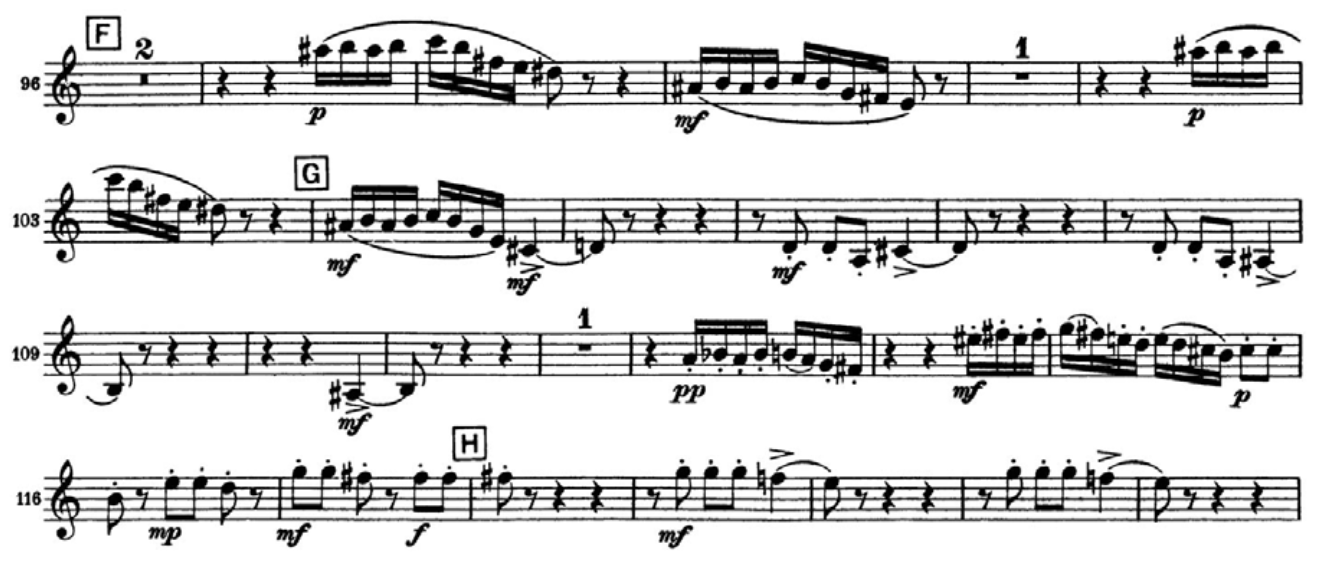 F 2 1
96 p mf p
G
103 mf mf mf
1
109 mf pp mf p
H
116 mp mf f mf